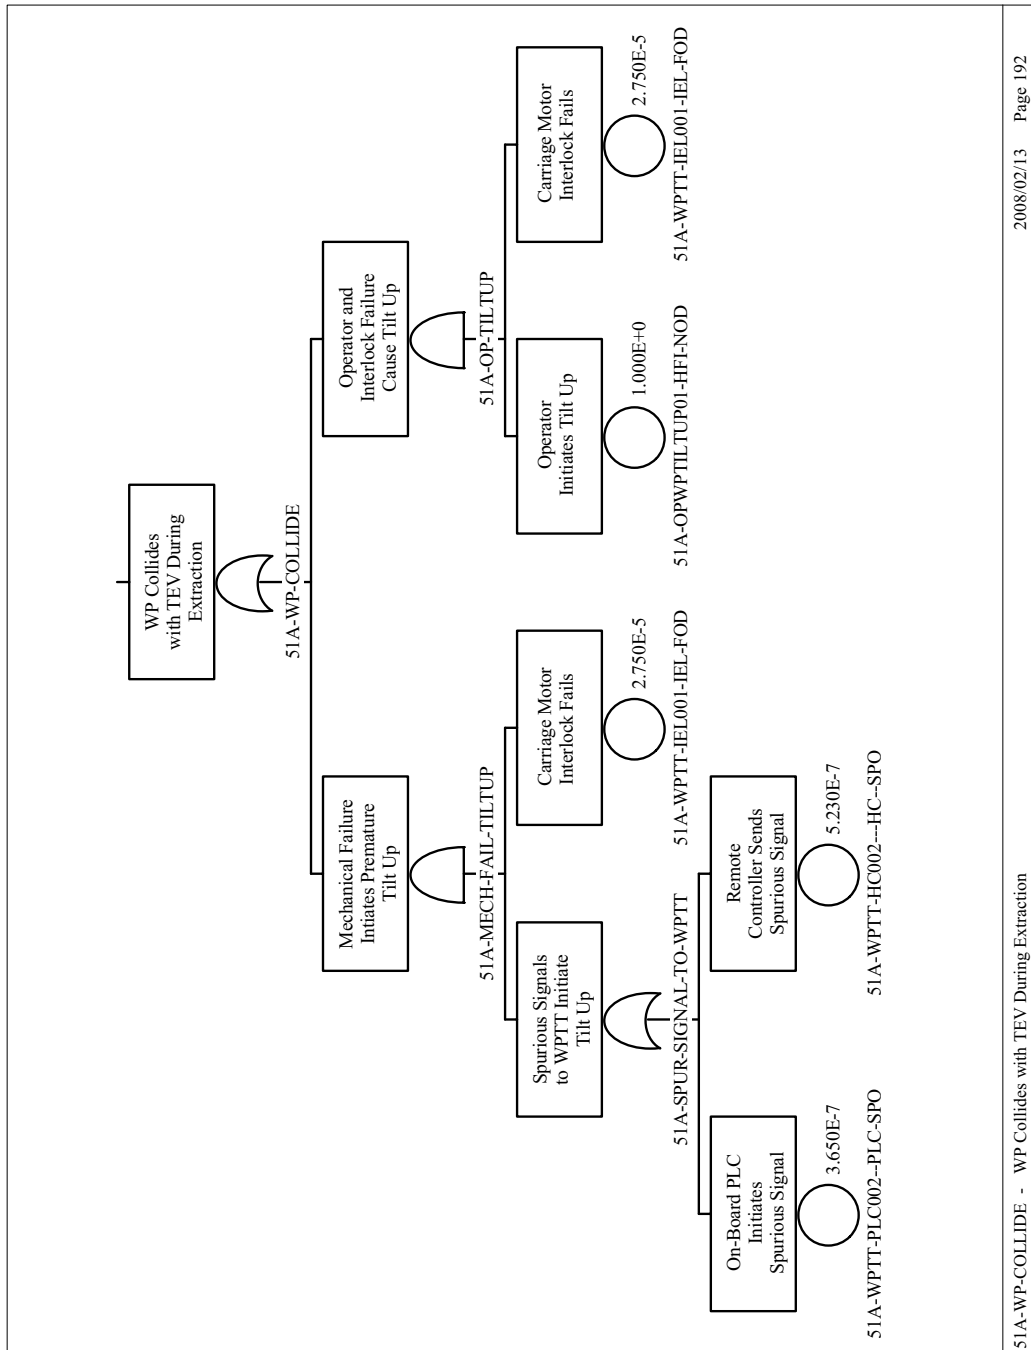 WP Collides
with TEV During
Extraction
51A-WP-COLLIDE
Mechanical Failure
Intiates Premature
Tilt Up
51A-MECH-FAIL-TILTUP
Operator and
Interlock Failure
Cause Tilt Up
51A-OP-TILTUP
Spurious Signals
to WPTT Initiate
Tilt Up
51A-SPUR-SIGNAL-TO-WPTT
Carriage Motor
Interlock Fails
2.750E-5
51A-WPTT-IEL001-IEL-FOD
Operator
Initiates Tilt Up
1.000E+0
51A-OPWPTILTUP01-HFI-NOD
Carriage Motor
Interlock Fails
2.750E-5
51A-WPTT-IEL001-IEL-FOD
On-Board PLC
Initiates
Spurious Signal
3.650E-7
51A-WPTT-PLC002--PLC-SPO
Remote
Controller Sends
Spurious Signal
5.230E-7
51A-WPTT-HC002---HC--SPO
51A-WP-COLLIDE - WP Collides with TEV During Extraction
2008/02/13 Page 192